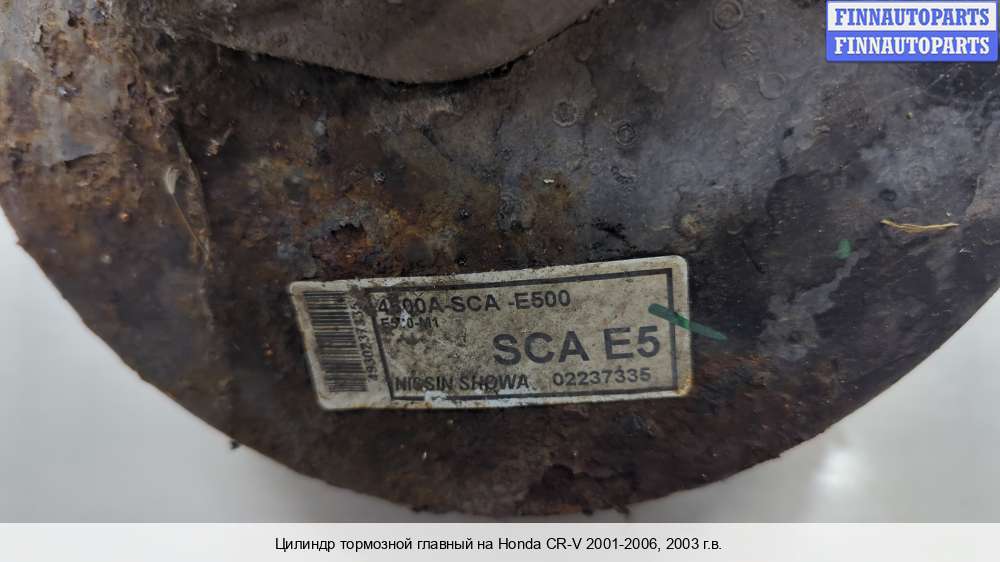 FINNAUTOPARTS
FINNAUTOPARTS
-SCA -E500
SCA E5
NISSIN SHOWA 02237335
Цилиндр тормозной главный на Honda CR-V 2001-2006, 2003 г.в.